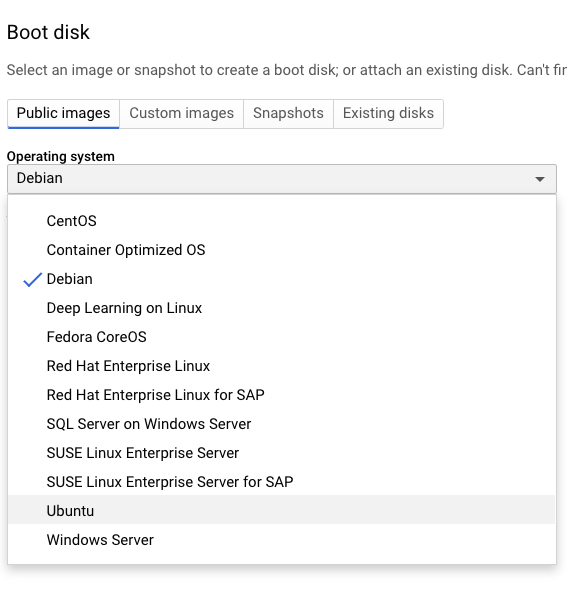 Boot disk
Select an image or snapshot to create a boot disk; or attach an existing disk. Can't fin
Public images Custom images Snapshots Existing disks
Operating system
Debian
CentOS
Container Optimized OS
Debian
Deep Learning on Linux
Fedora CoreOS
Red Hat Enterprise Linux
Red Hat Enterprise Linux for SAP
SQL Server on Windows Server
SUSE Linux Enterprise Server
SUSE Linux Enterprise Server for SAP
Ubuntu
Windows Server